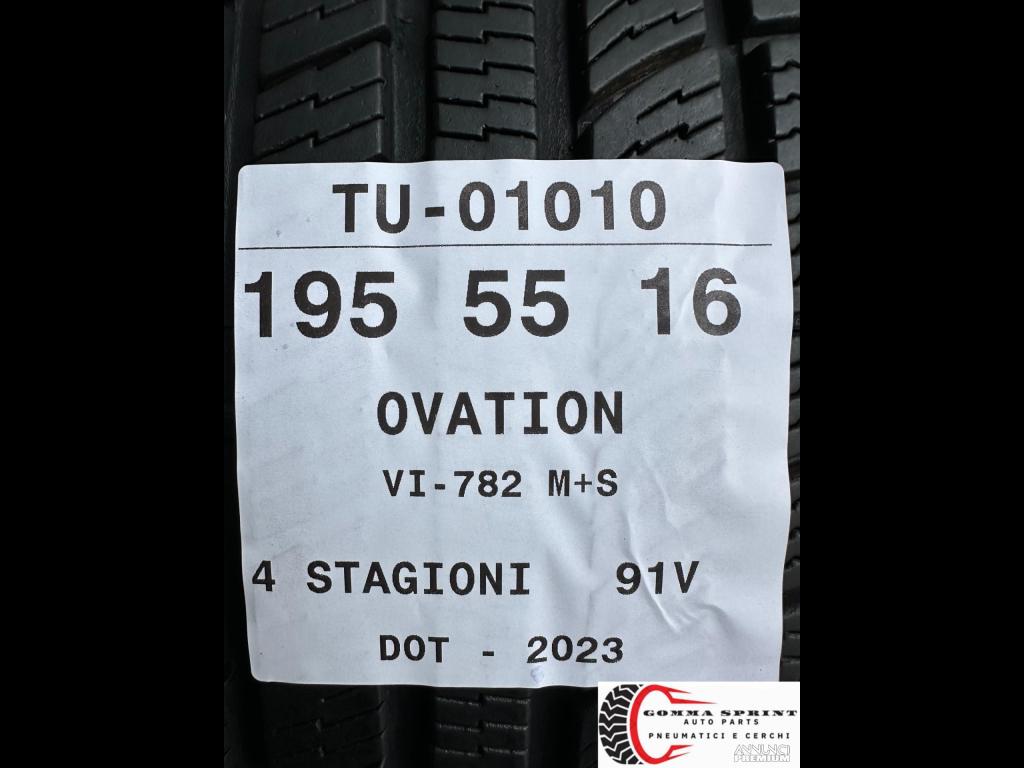 TU-01010
195 55 16
OVATION
VI-782 M+S
4 STAGIONI 91V
DOT - 2023
GOMMA SPRINT
AUTO PARTS
PNEUMATICI E CERCHI
ANNUNCI
PREMIUM